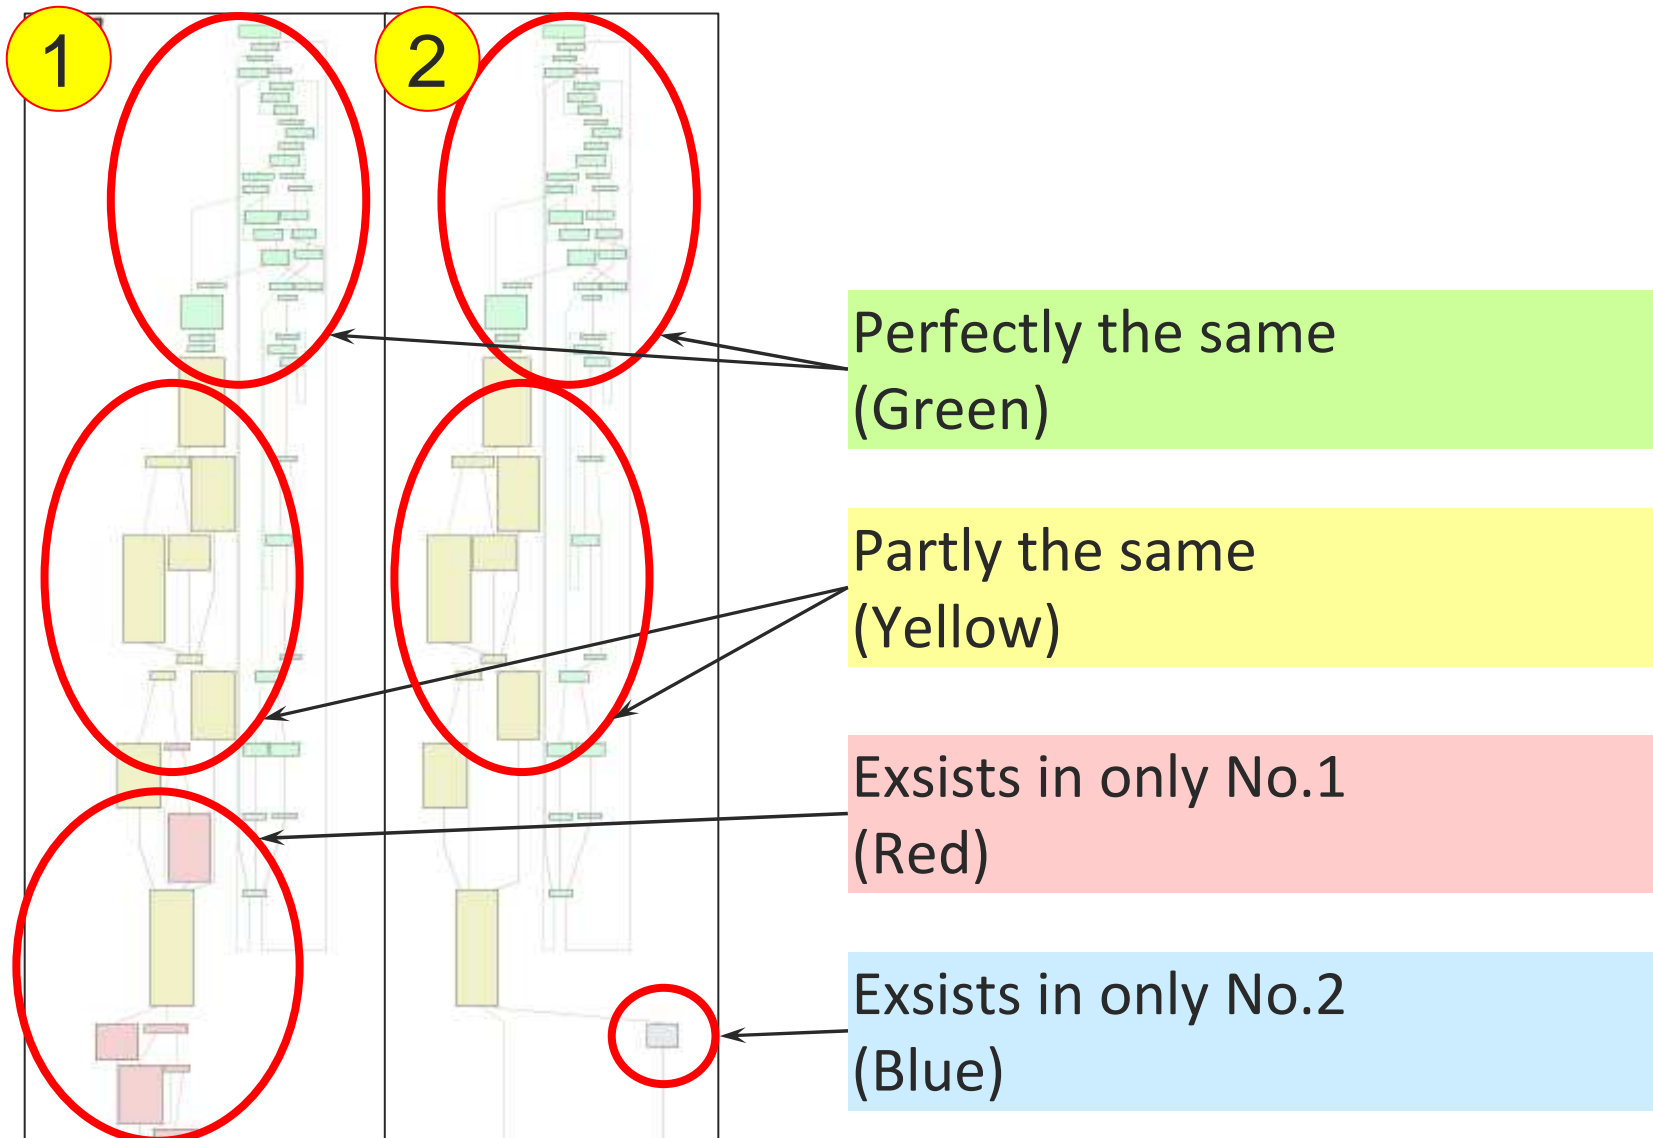 1
2
Perfectly the same
(Green)
Partly the same
(Yellow)
Exsists in only No.1
(Red)
Exsists in only No.2
(Blue)